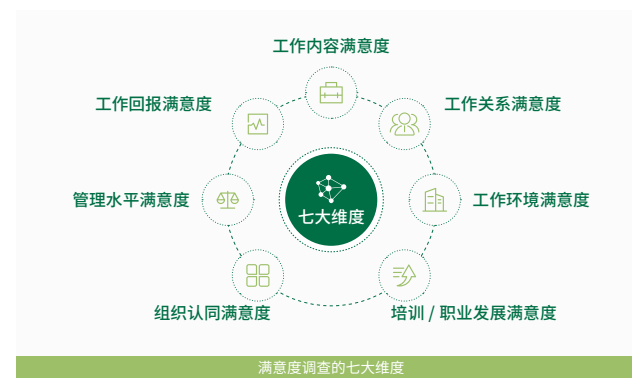 工作内容满意度
工作回报满意度
工作关系满意度
管理水平满意度
七大维度
工作环境满意度
组织认同满意度
培训 / 职业发展满意度
满意度调查的七大维度